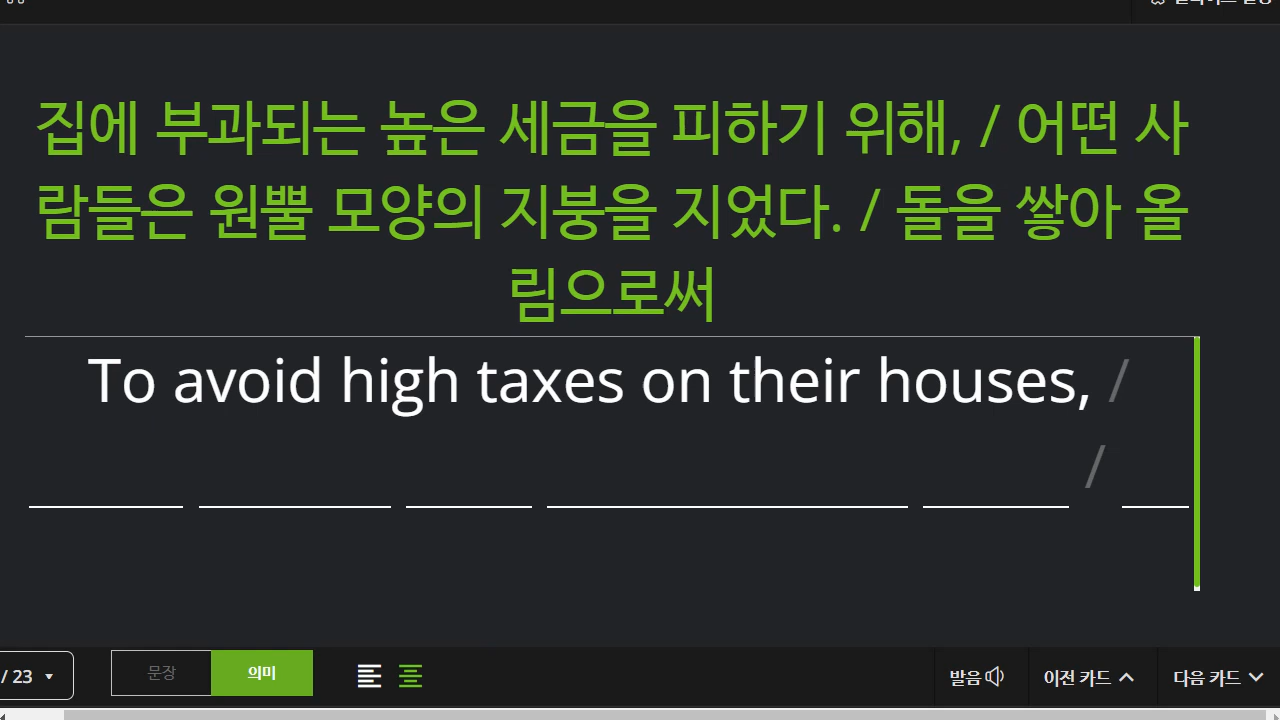 집에 부과되는 높은 세금을 피하기 위해, / 어떤 사
람들은 원뿔 모양의 지붕을 지었다. / 돌을 쌓아 올
림으로써
To avoid high taxes on their houses, /
/
/ 23
문장
의미
발음
이전 카드
다음 카드